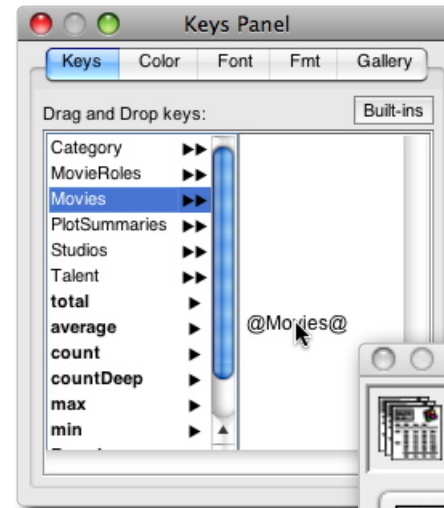 Keys Panel
Keys Color Font Fmt Gallery
Drag and Drop keys: Built-ins
Category
MovieRoles
Movies
PlotSummaries
Studios
Talent
total
average
@Movies@
count
countDeep
max
min